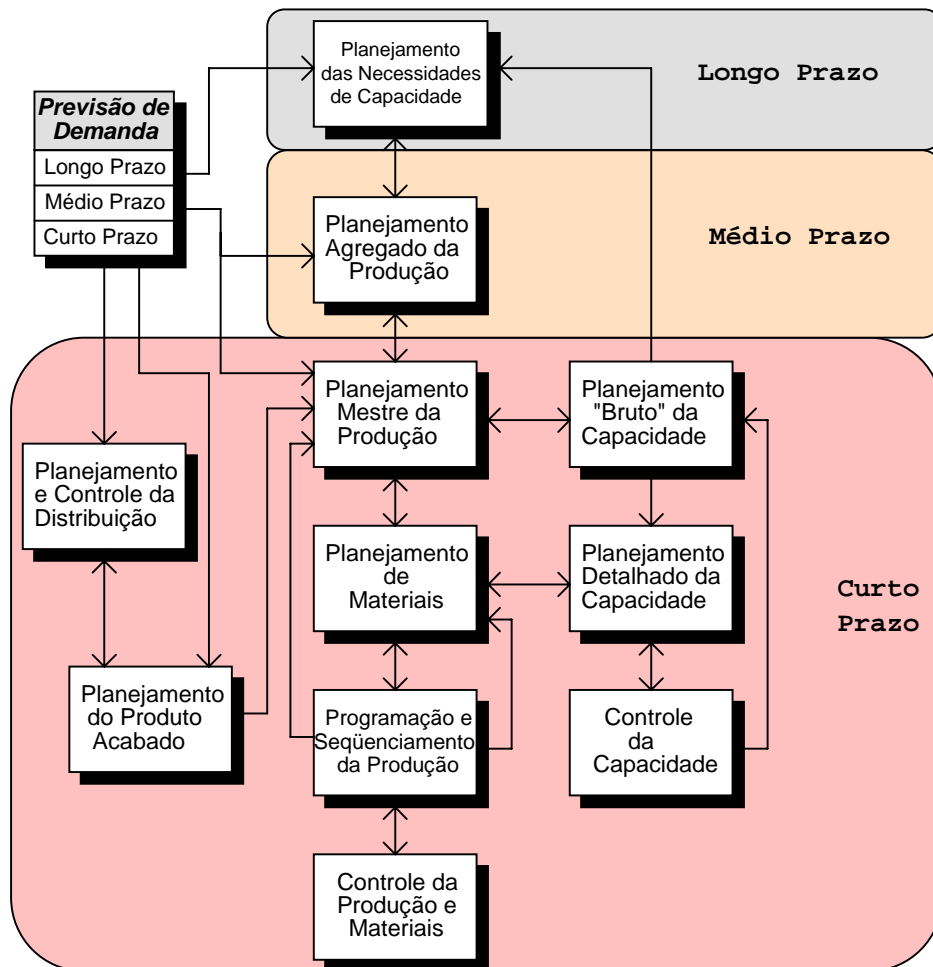 Planejamento
das Necessidades
de Capacidade
Longo Prazo
Previsão de
Demanda
Longo Prazo
Médio Prazo
Curto Prazo
Planejamento
Agregado da
Produção
Médio Prazo
Planejamento
Mestre da
Produção
Planejamento
"Bruto" da
Capacidade
Planejamento
e Controle da
Distribuição
Planejamento
de
Materiais
Planejamento
Detalhado da
Capacidade
Curto
Prazo
Planejamento
do Produto
Acabado
Programação e
Seqüenciamento
da Produção
Controle
da
Capacidade
Controle da
Produção e
Materiais